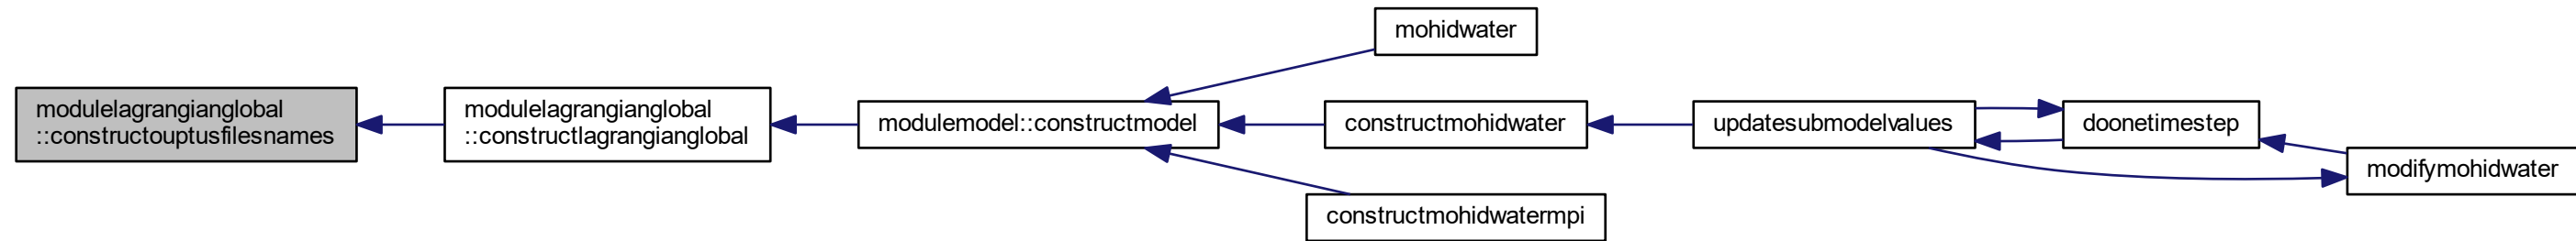 modulelagrangianglobal
::constructouptusfilesnames
modulelagrangianglobal
::constructlagrangianglobal
modulemodel::constructmodel
mohidwater
constructmohidwater
constructmohidwatermpi
updatesubmodelvalues
doonetimestep
modifymohidwater